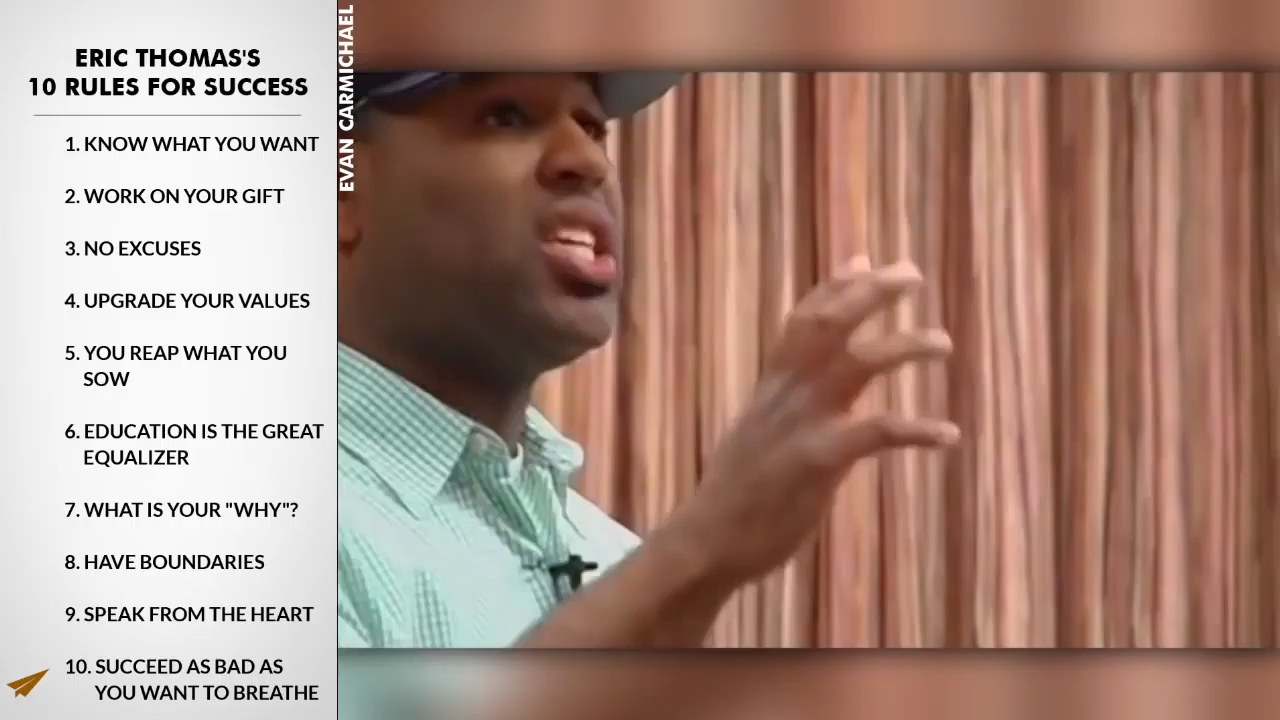 ERIC THOMAS'S
10 RULES FOR SUCCESS
1. KNOW WHAT YOU WANT
2. WORK ON YOUR GIFT
3. NO EXCUSES
4. UPGRADE YOUR VALUES
5. YOU REAP WHAT YOU
SOW
6. EDUCATION IS THE GREAT
EQUALIZER
7. WHAT IS YOUR "WHY"?
8. HAVE BOUNDARIES
9. SPEAK FROM THE HEART
10. SUCCEED AS BAD AS
YOU WANT TO BREATHE
EVAN CARMICHAEL